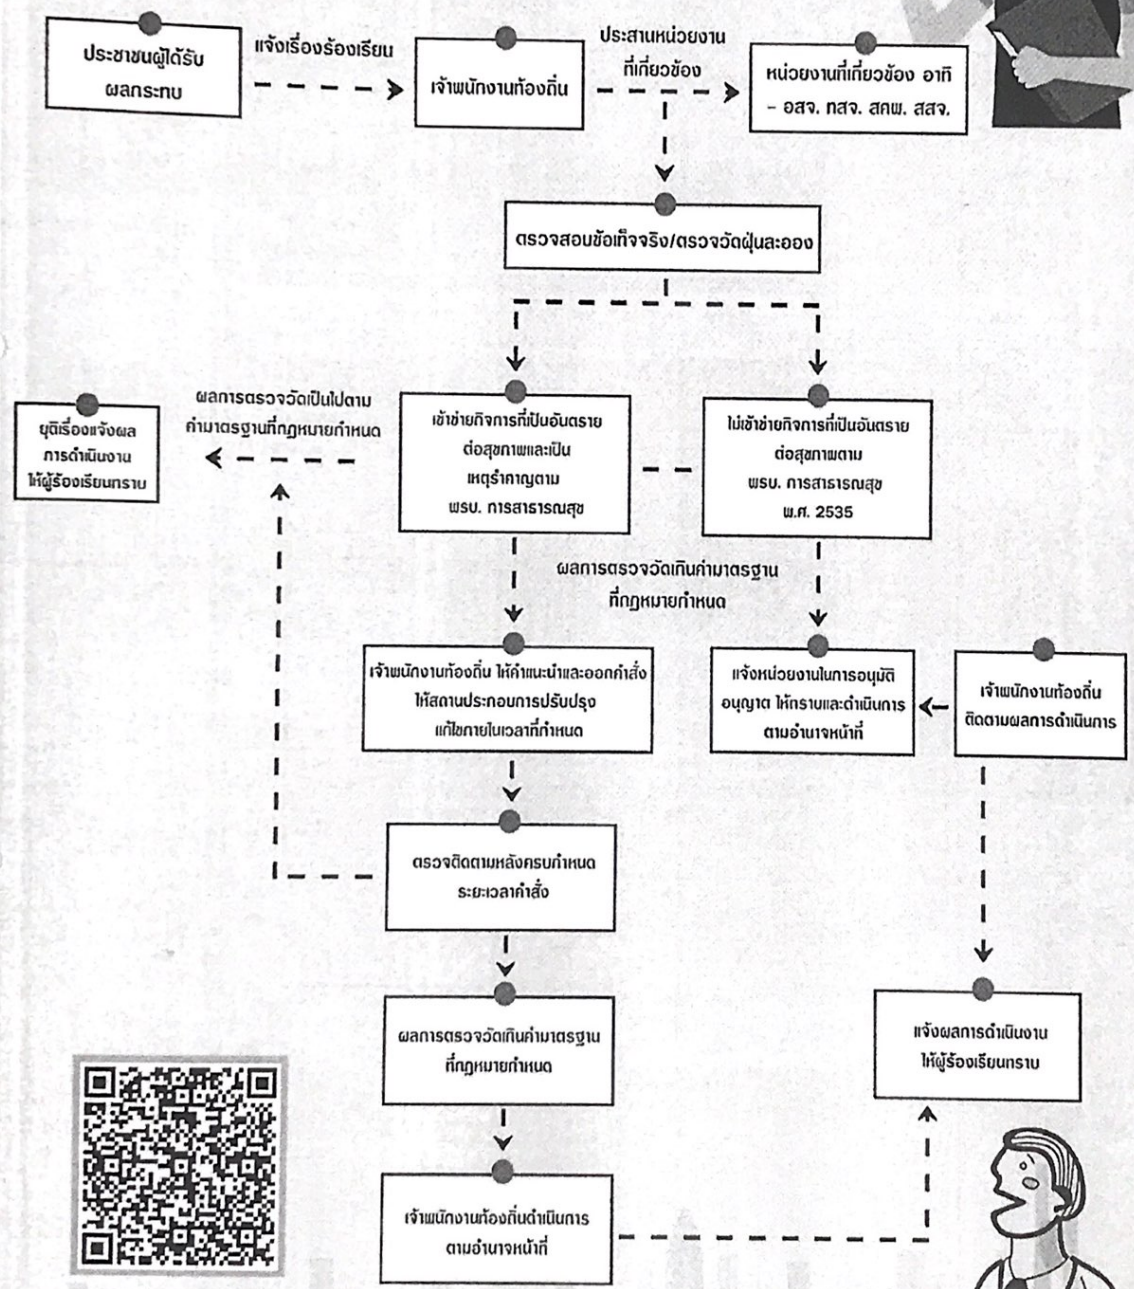 ประชาชนผู้ได้รับ
ผลกระทบ
แจ้งเรื่องร้องเรียน
เจ้าพนักงานท้องถิ่น
ประสานหน่วยงาน
ที่เกี่ยวข้อง
หน่วยงานที่เกี่ยวข้อง อาทิ
- อสจ. ทสจ. สคพ. สสจ.
ตรวจสอบข้อเท็จจริง/ตรวจวัดฝุ่นละออง
ยุติเรื่องแจ้งผล
การดำเนินงาน
ให้ผู้ร้องเรียนทราบ
ผลการตรวจวัดเป็นไปตาม
ค่ามาตรฐานที่กฎหมายกำหนด
เข้าข่ายกิจการที่เป็นอันตราย
ต่อสุขภาพและเป็น
เหตุรำคาญตาม
พรบ. การสาธารณสุข
ไม่เข้าข่ายกิจการที่เป็นอันตราย
ต่อสุขภาพตาม
พรบ. การสาธารณสุข
พ.ศ. 2535
ผลการตรวจวัดเกินค่ามาตรฐาน
ที่กฎหมายกำหนด
เจ้าพนักงานท้องถิ่น ให้คำแนะนำและออกคำสั่ง
ให้สถานประกอบการปรับปรุง
แก้ไขภายในเวลาที่กำหนด
แจ้งหน่วยงานในการอนุมัติ
อนุญาต ให้ทราบและดำเนินการ
ตามอำนาจหน้าที่
เจ้าพนักงานท้องถิ่น
ติดตามผลการดำเนินการ
ตรวจติดตามหลังครบกำหนด
ระยะเวลาคำสั่ง
ผลการตรวจวัดเกินค่ามาตรฐาน
ที่กฎหมายกำหนด
แจ้งผลการดำเนินงาน
ให้ผู้ร้องเรียนทราบ
เจ้าพนักงานท้องถิ่นดำเนินการ
ตามอำนาจหน้าที่